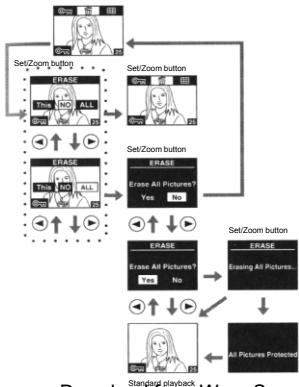 25
Set/Zoom button
Set/Zoom button
ERASE
This NO ALL
25
25
Set/Zoom button
ERASE
This NO ALL
25
ERASE
Erase All Pictures?
Yes No
Set/Zoom button
ERASE
Erase All Pictures?
Yes No
ERASE
Erasing All Pictures...
All Pictures Protected
Standard playback